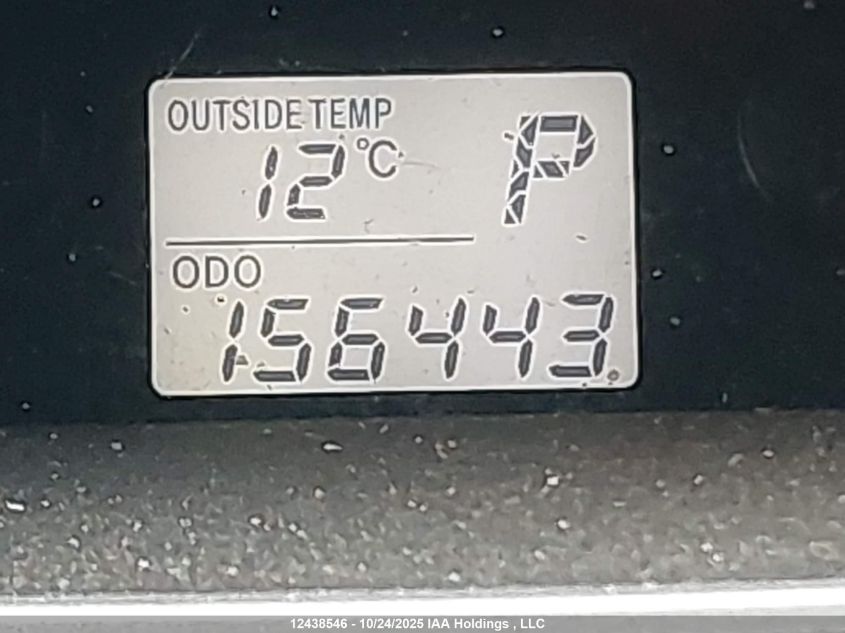 OUTSIDE TEMP
12°C P
ODO
156443
12438546 - 10/24/2025 IAA Holdings , LLC